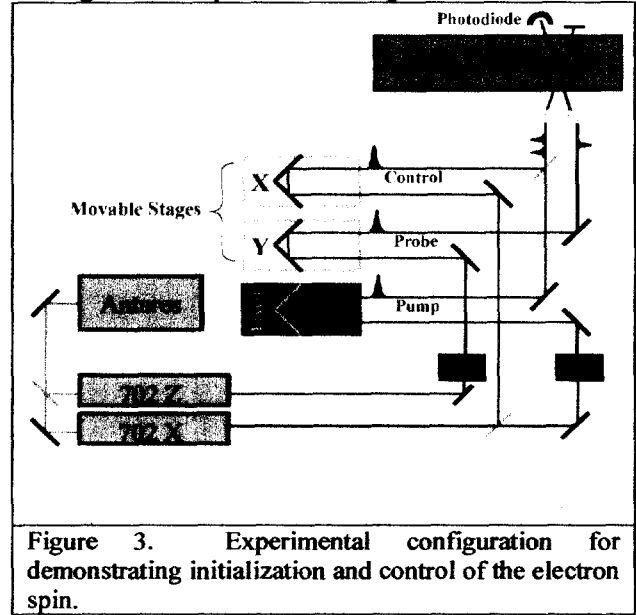 Photodiode
X
Control
Movable Stages
Y
Probe
Antares
Pump
702 Z
702 X
Figure 3. Experimental configuration for
demonstrating initialization and control of the electron
spin.